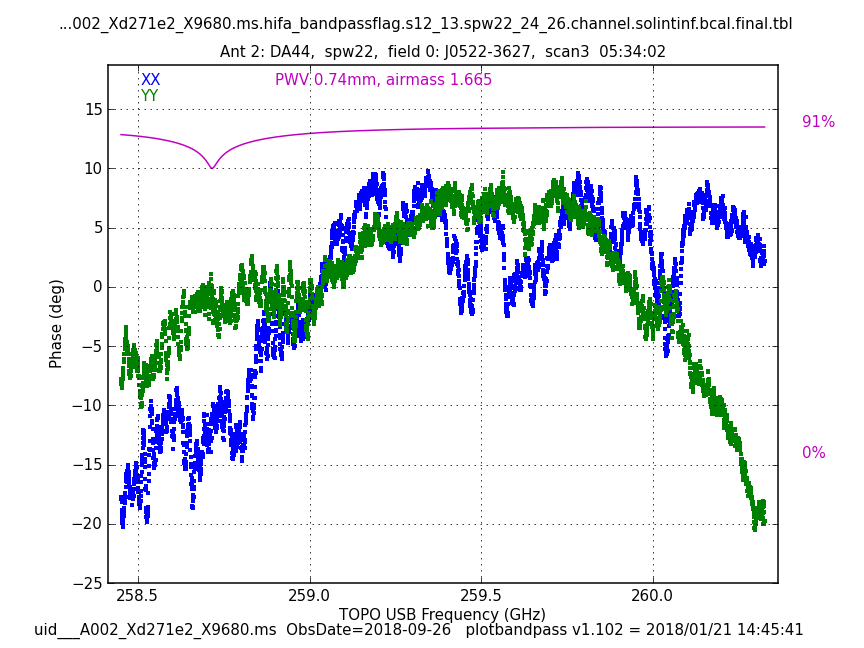 ...002_Xd271e2_X9680.ms.hifa_bandpassflag.s12_13.spw22_24_26.channel.solintinf.bcal.final.tbl
Ant 2: DA44, spw22, field 0: J0522-3627, scan3 05:34:02
XX PWV 0.74mm, airmass 1.665
YY
15
91%
10
5
0
−5
−10
−15
0%
−20
−25
Phase (deg)
258.5 259.0 259.5 260.0
TOPO USB Frequency (GHz)
uid___A002_Xd271e2_X9680.ms ObsDate=2018-09-26 plotbandpass v1.102 = 2018/01/21 14:45:41